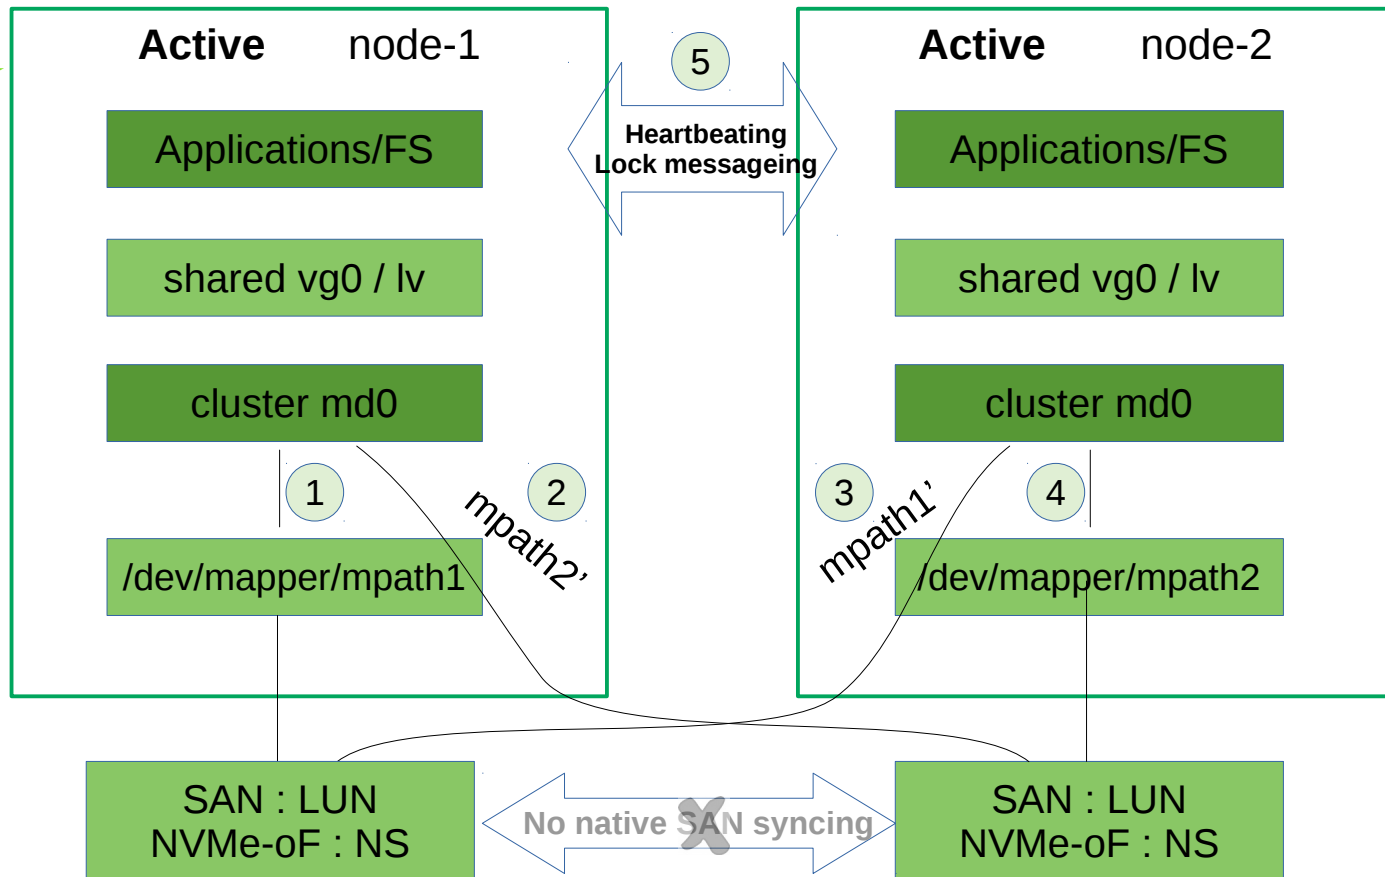 Active node-1
Active node-2
5
Heartbeating
Lock messageing
Applications/FS
Applications/FS
shared vg0 / lv
shared vg0 / lv
cluster md0
cluster md0
1
2
mpath2’
3
mpath1’
4
/dev/mapper/mpath1
/dev/mapper/mpath2
SAN : LUN
NVMe-oF : NS
No native SAN syncing
X
SAN : LUN
NVMe-oF : NS